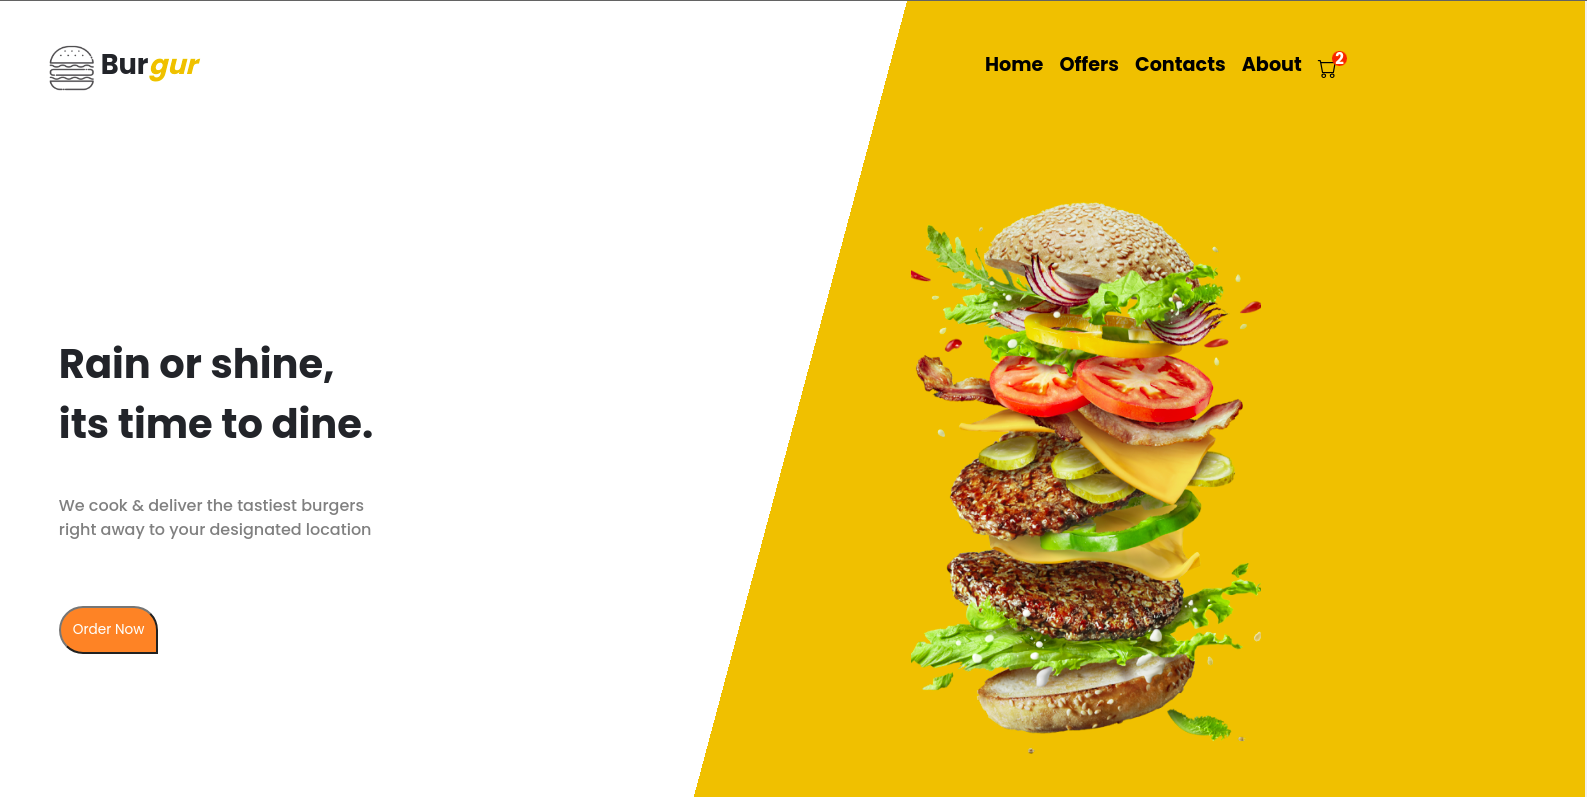 Burgur
Home Offers Contacts About 2
Rain or shine,
its time to dine.
We cook & deliver the tastiest burgers
right away to your designated location
Order Now